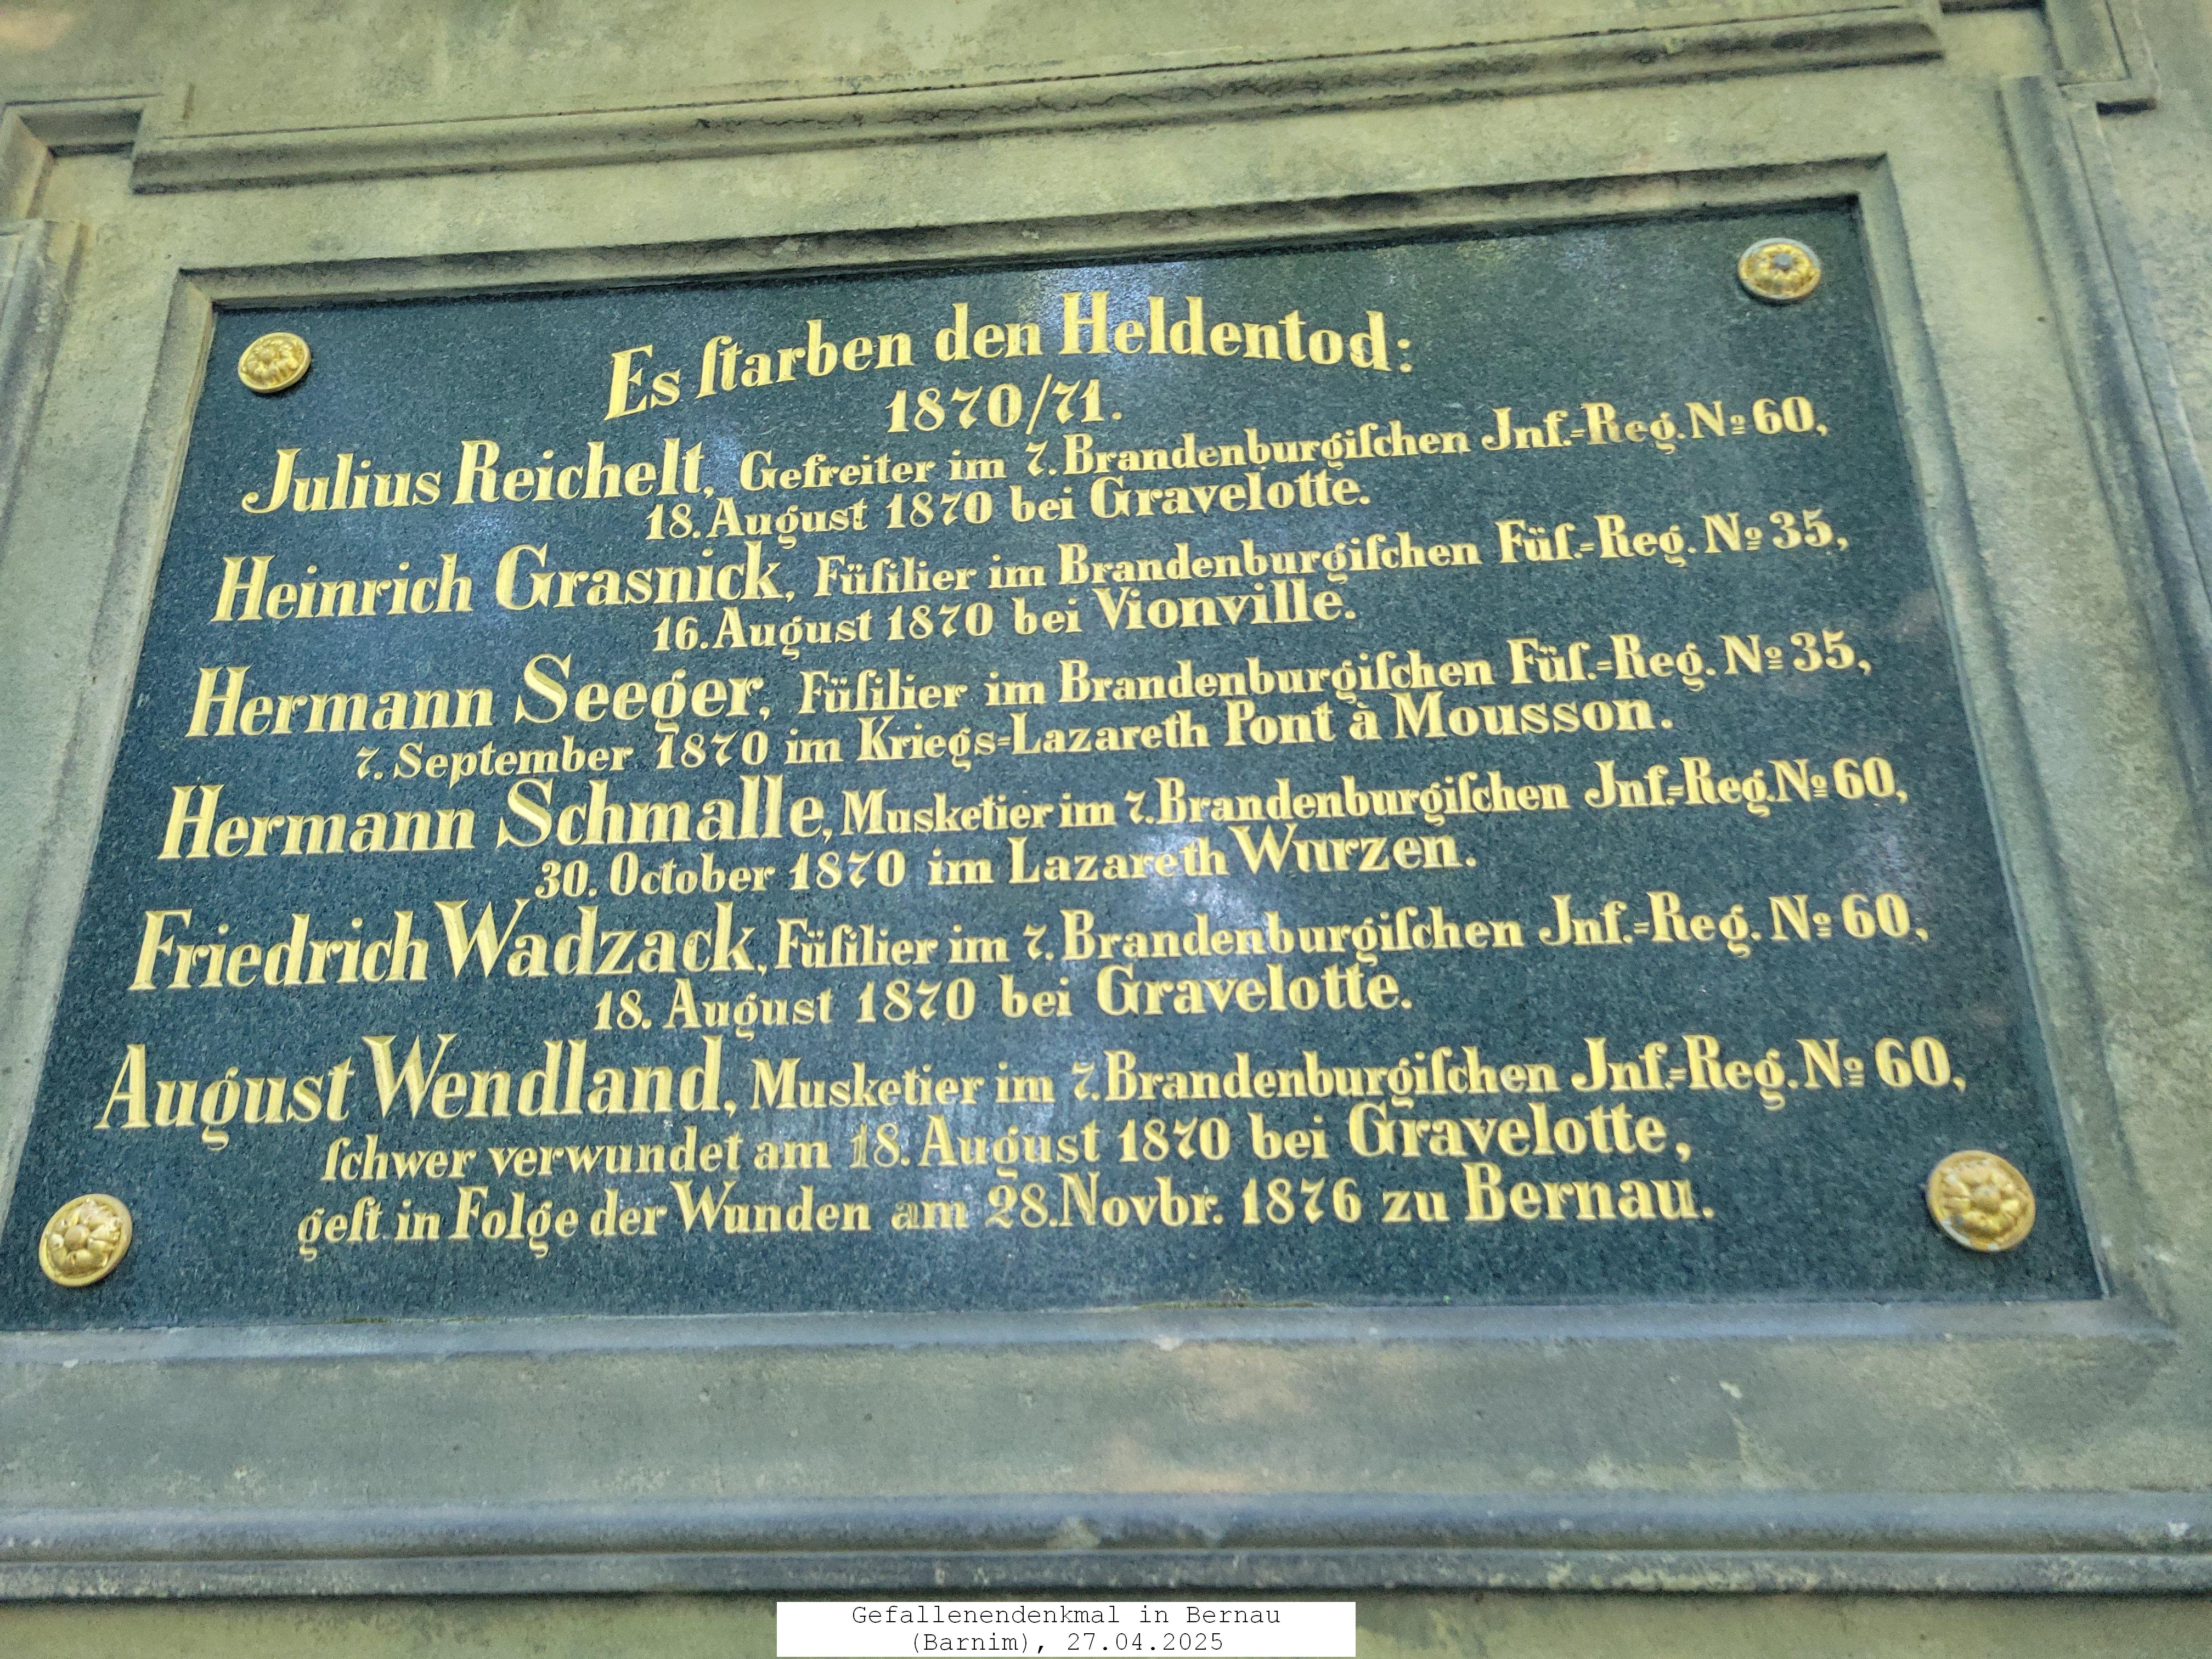 Es ſtarben den Heldentod:
1870/71.
Julius Reichelt, Gefreiter im 7. Brandenburgiſchen Jnf.=Reg. Nº 60,
18. August 1870 bei Gravelotte.
Heinrich Grasnick, Füſilier im Brandenburgiſchen Füſ.=Reg. Nº 35,
16. August 1870 bei Vionville.
Hermann Seeger, Füſilier im Brandenburgiſchen Füſ.=Reg. Nº 35,
7. September 1870 im Kriegs=Lazareth Pont à Mousson.
Hermann Schmalle, Musketier im 7. Brandenburgiſchen Jnf.=Reg. Nº 60,
30. October 1870 im Lazareth Wurzen.
Friedrich Wadzack, Füſilier im 7. Brandenburgiſchen Jnf.=Reg. Nº 60,
18. August 1870 bei Gravelotte.
August Wendland, Musketier im 7. Brandenburgiſchen Jnf.=Reg. Nº 60,
ſchwer verwundet am 18. August 1870 bei Gravelotte,
geſt in Folge der Wunden am 28. Novbr. 1876 zu Bernau.
Gefallenendenkmal in Bernau
(Barnim), 27.04.2025